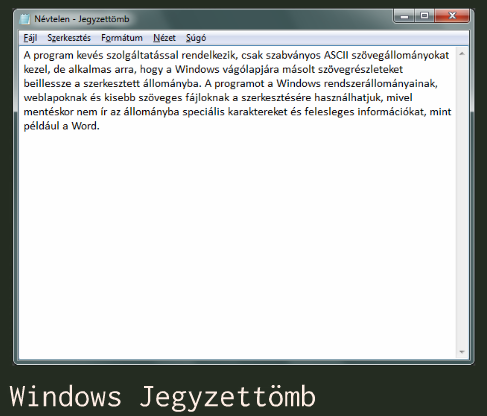 Névtelen - Jegyzettömb
Fájl Szerkesztés Formátum Nézet Súgó
A program kevés szolgáltatással rendelkezik, csak szabványos ASCII szövegállományokat
kezel, de alkalmas arra, hogy a Windows vágólapjára másolt szövegrészleteket
beillessze a szerkesztett állományba. A programot a Windows rendszerállományainak,
weblapoknak és kisebb szöveges fájloknak a szerkesztésére használhatjuk, mivel
mentéskor nem ír az állományba speciális karaktereket és felesleges információkat, mint
például a Word.
Windows Jegyzettömb